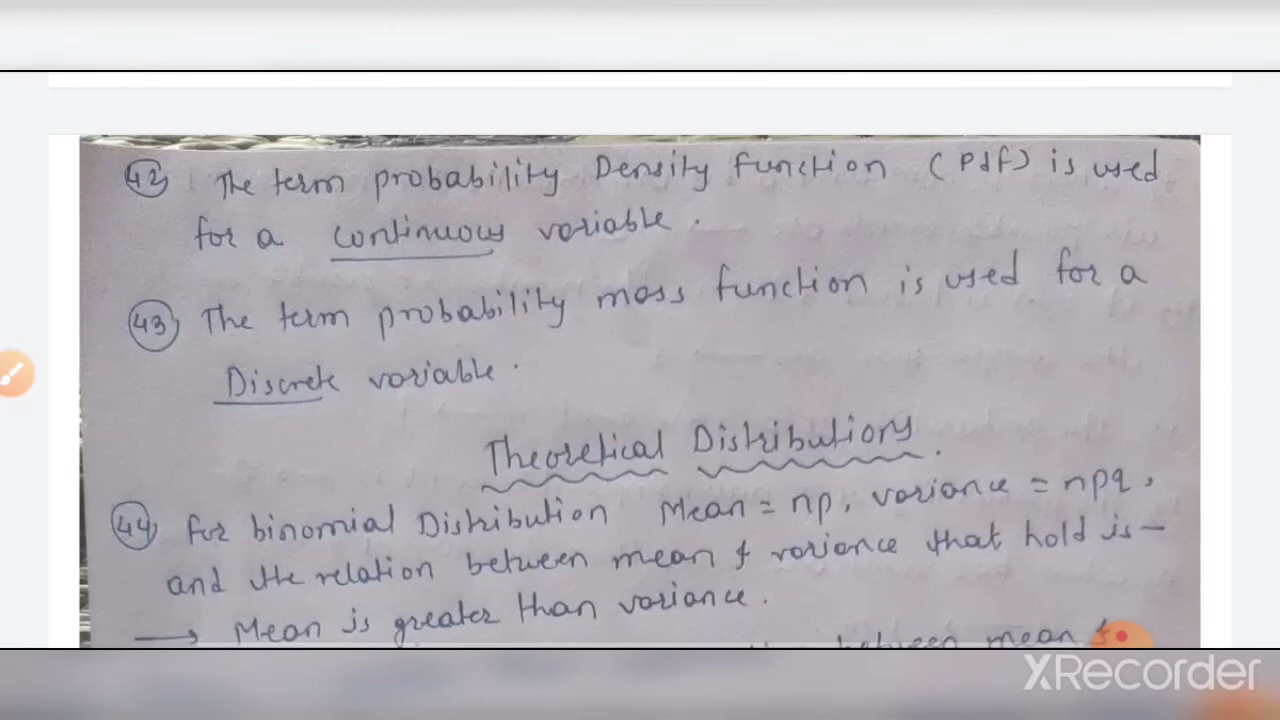 42 The term probability Density function (Pdf) is used
for a continuous variable.
43 The term probability mass function is used for a
Discrete variable.
Theoretical Distributions.
44 for binomial Distribution Mean = np, variance = npq,
and the relation between mean & variance that hold is -
→ Mean is greater than variance.
between mean &
XRecorder